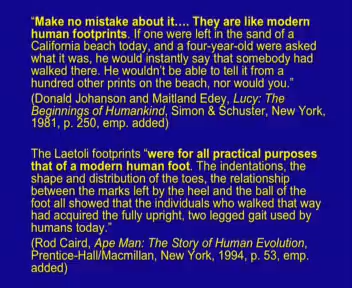 "Make no mistake about it.... They are like modern
human footprints. If one were left in the sand of a
California beach today, and a four-year-old were asked
what it was, he would instantly say that somebody had
walked there. He wouldn't be able to tell it from a
hundred other prints on the beach, nor would you."
(Donald Johanson and Maitland Edey, Lucy: The
Beginnings of Humankind, Simon & Schuster, New York,
1981, p. 250, emp. added)
The Laetoli footprints "were for all practical purposes
that of a modern human foot. The indentations, the
shape and distribution of the toes, the relationship
between the marks left by the heel and the ball of the
foot all showed that the individuals who walked that way
had acquired the fully upright, two legged gait used by
humans today."
(Rod Caird, Ape Man: The Story of Human Evolution,
Prentice-Hall/Macmillan, New York, 1994, p. 53, emp.
added)